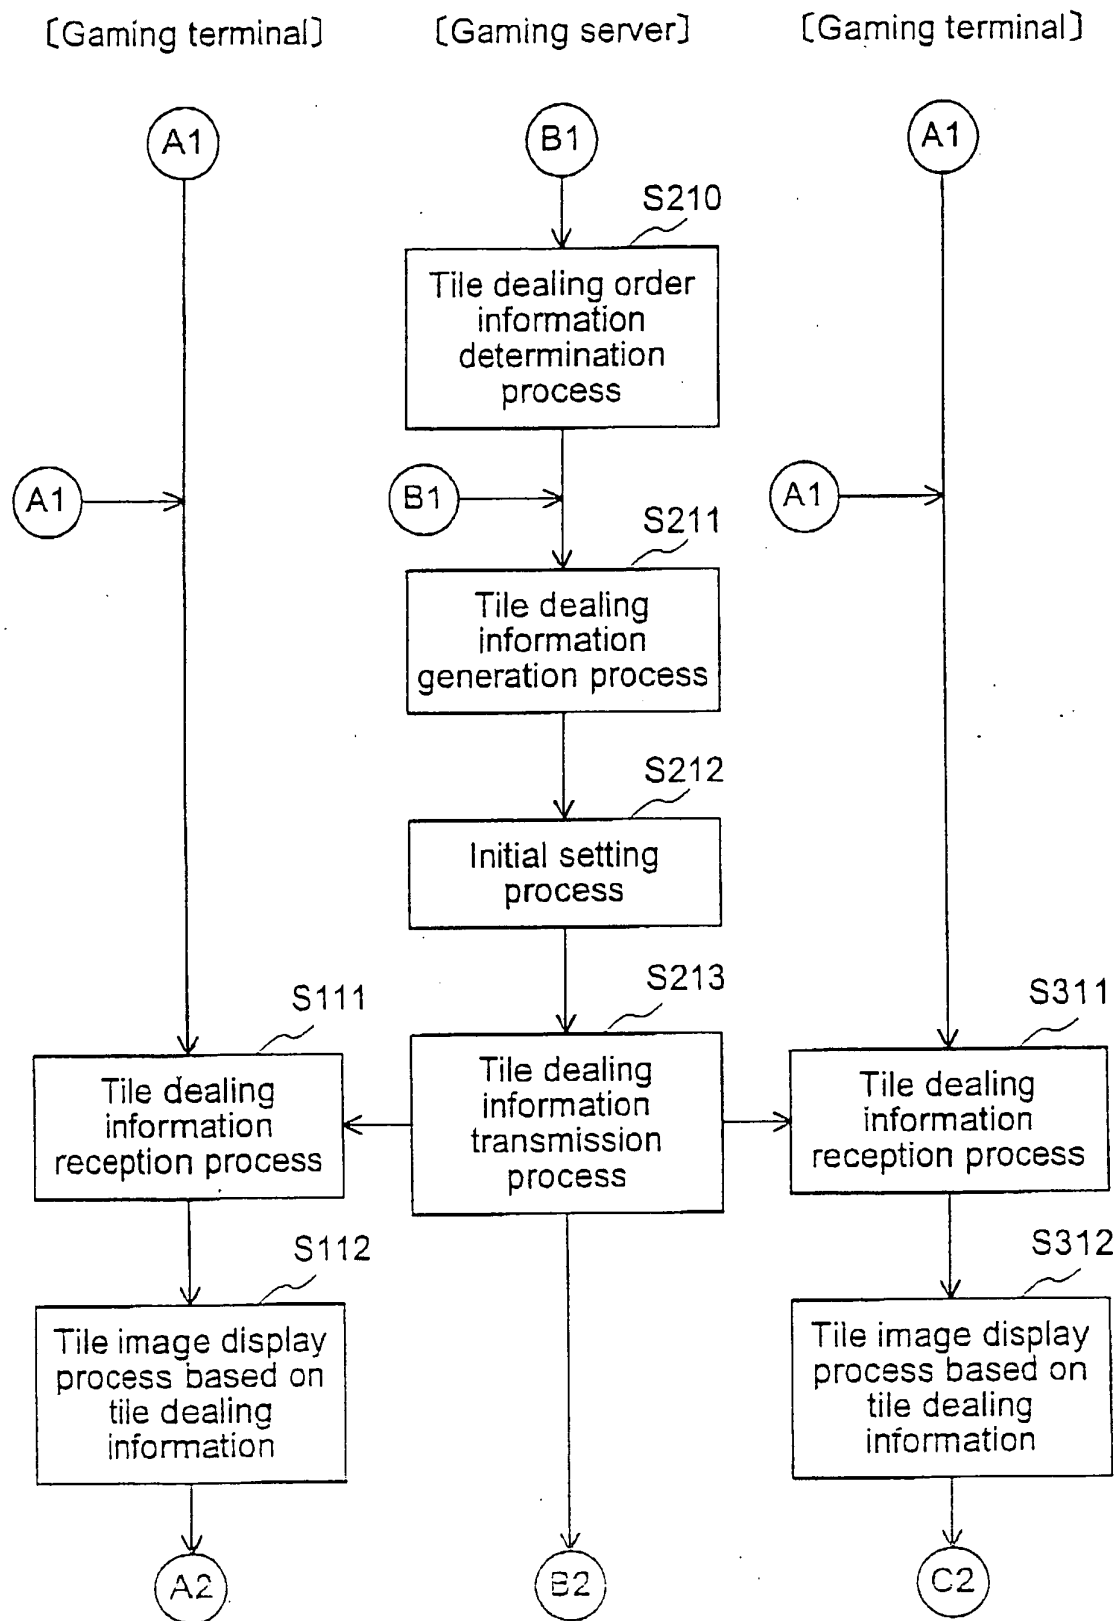 〔Gaming terminal〕
〔Gaming server〕
〔Gaming terminal〕
A1
B1
A1
S210
Tile dealing order
information
determination
process
A1
B1
A1
S211
Tile dealing
information
generation process
S212
Initial setting
process
S213
Tile dealing
information
transmission
process
S111
Tile dealing
information
reception process
S311
Tile dealing
information
reception process
S112
Tile image display
process based on
tile dealing
information
S312
Tile image display
process based on
tile dealing
information
A2
B2
C2